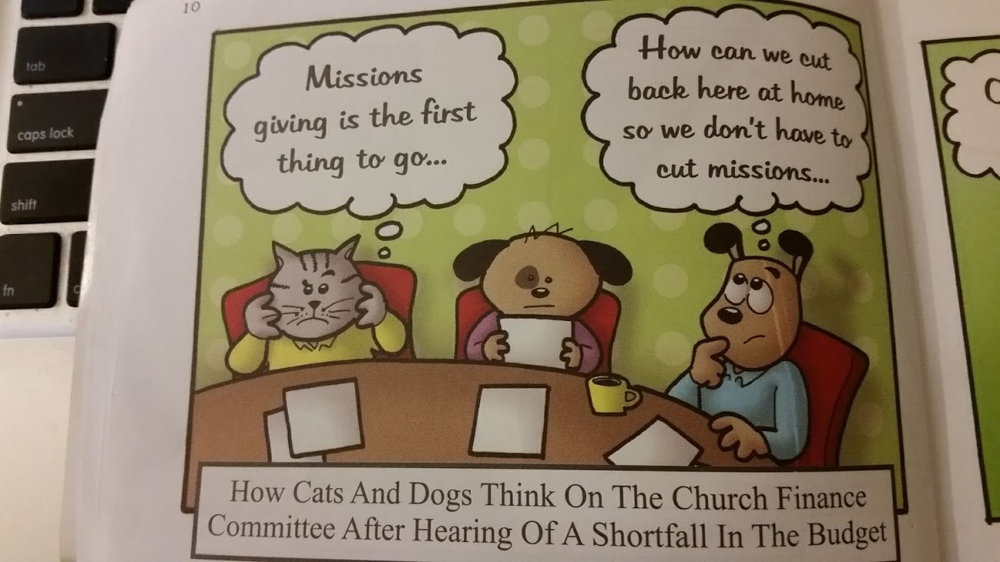 10
tab
caps lock
shift
fn
Missions
giving is the first
thing to go...
How can we cut
back here at home
so we don't have to
cut missions...
How Cats And Dogs Think On The Church Finance
Committee After Hearing Of A Shortfall In The Budget